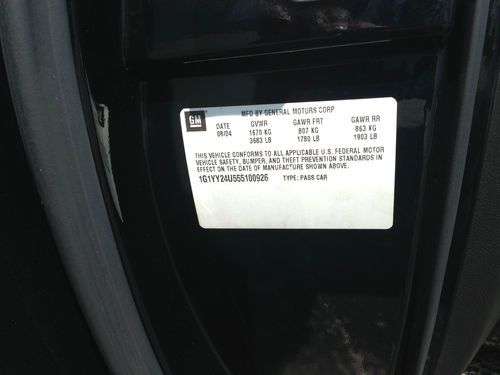 GM
MFD BY GENERAL MOTORS CORP
DATE GVWR GAWR FRT GAWR RR
08/04 1670 KG 807 KG 863 KG
3683 LB 1780 LB 1903 LB
THIS VEHICLE CONFORMS TO ALL APPLICABLE U.S. FEDERAL MOTOR
VEHICLE SAFETY, BUMPER, AND THEFT PREVENTION STANDARDS IN
EFFECT ON THE DATE OF MANUFACTURE SHOWN ABOVE.
1G1YY24U555100926 TYPE: PASS CAR